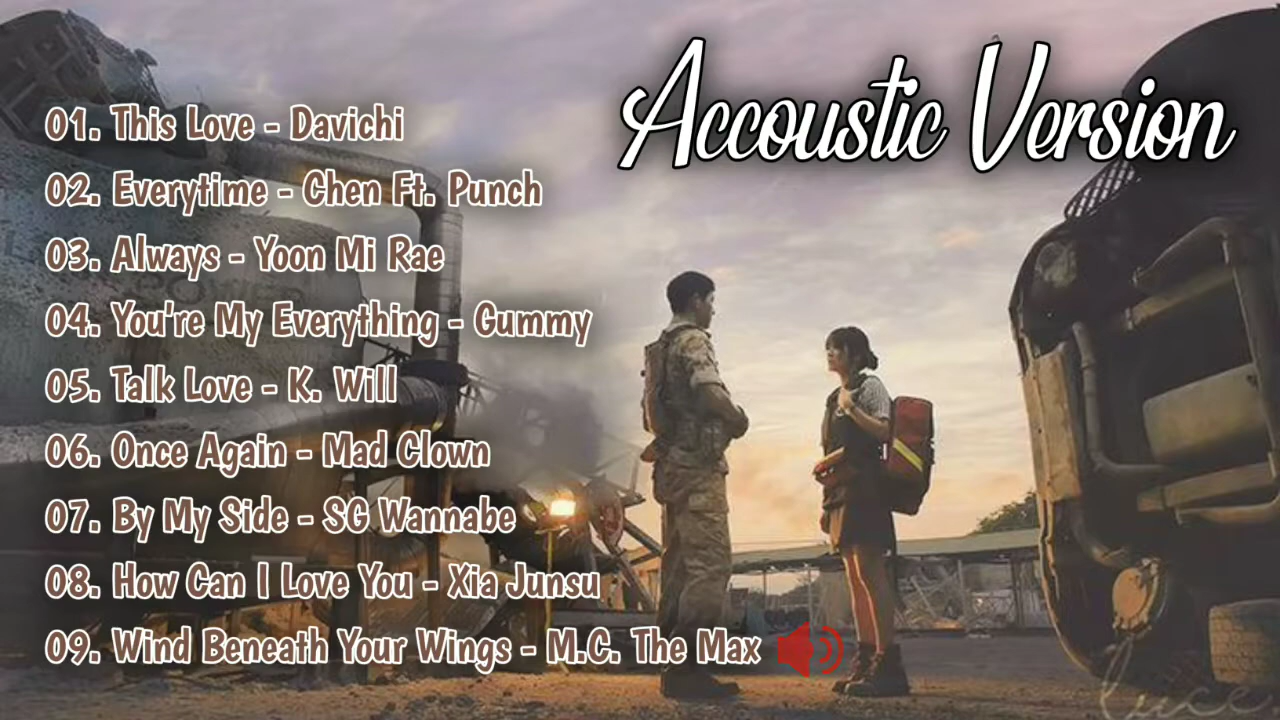 Accoustic Version
01. This Love - Davichi
02. Everytime - Chen Ft. Punch
03. Always - Yoon Mi Rae
04. You're My Everything - Gummy
05. Talk Love - K. Will
06. Once Again - Mad Clown
07. By My Side - SG Wannabe
08. How Can I Love You - Xia Junsu
09. Wind Beneath Your Wings - M.C. The Max